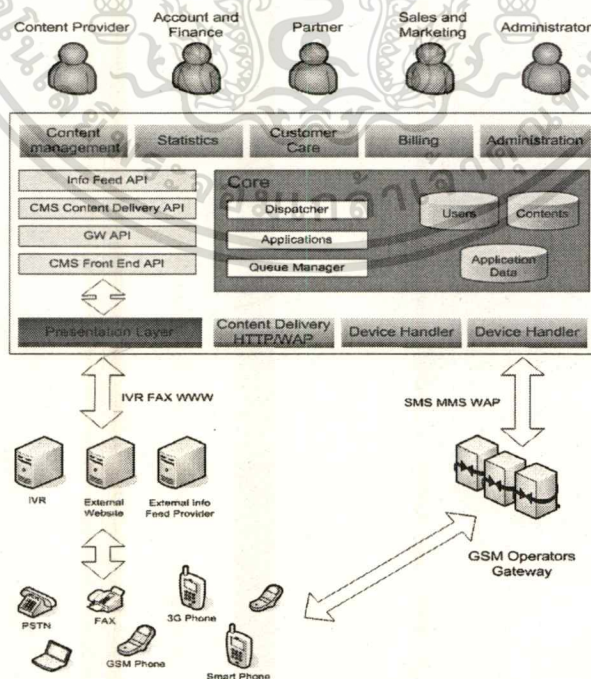 Content Provider
Account and
Finance
Partner
Sales and
Marketing
Administrator
Content
management
Statistics
Customer
Care
Billing
Administration
Info Feed API
CMS Content Delivery API
GW API
CMS Front End API
Core
Dispatcher
Applications
Queue Manager
Users
Contents
Application
Data
Presentation Layer
Content Delivery
HTTP/WAP
Device Handler
Device Handler
IVR FAX WWW
SMS MMS WAP
IVR
External
Website
External Info
Feed Provider
GSM Operators
Gateway
PSTN
FAX
3G Phone
GSM Phone
Smart Phone